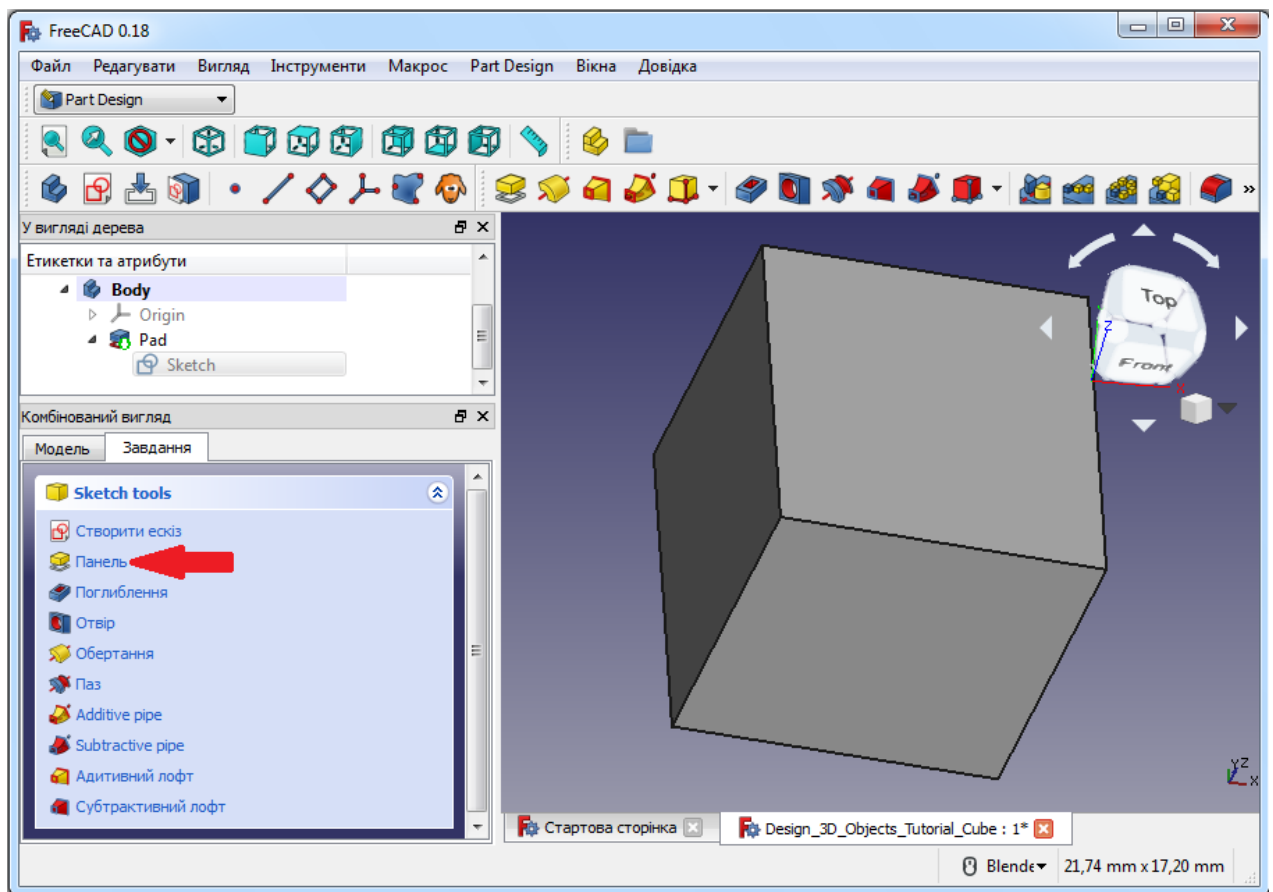 FreeCAD 0.18
Файл Редагувати Вигляд Інструменти Макрос Part Design Вікна Довідка
Part Design
У вигляді дерева
Етикетки та атрибути
Body
Origin
Pad
Sketch
Комбінований вигляд
Модель Завдання
Sketch tools
Створити ескіз
Панель
Поглиблення
Отвір
Обертання
Паз
Additive pipe
Subtractive pipe
Адитивний лофт
Субтрактивний лофт
Top
Front
Z
X
Y Z
X
Стартова сторінка Design_3D_Objects_Tutorial_Cube : 1*
Blende 21,74 mm x 17,20 mm